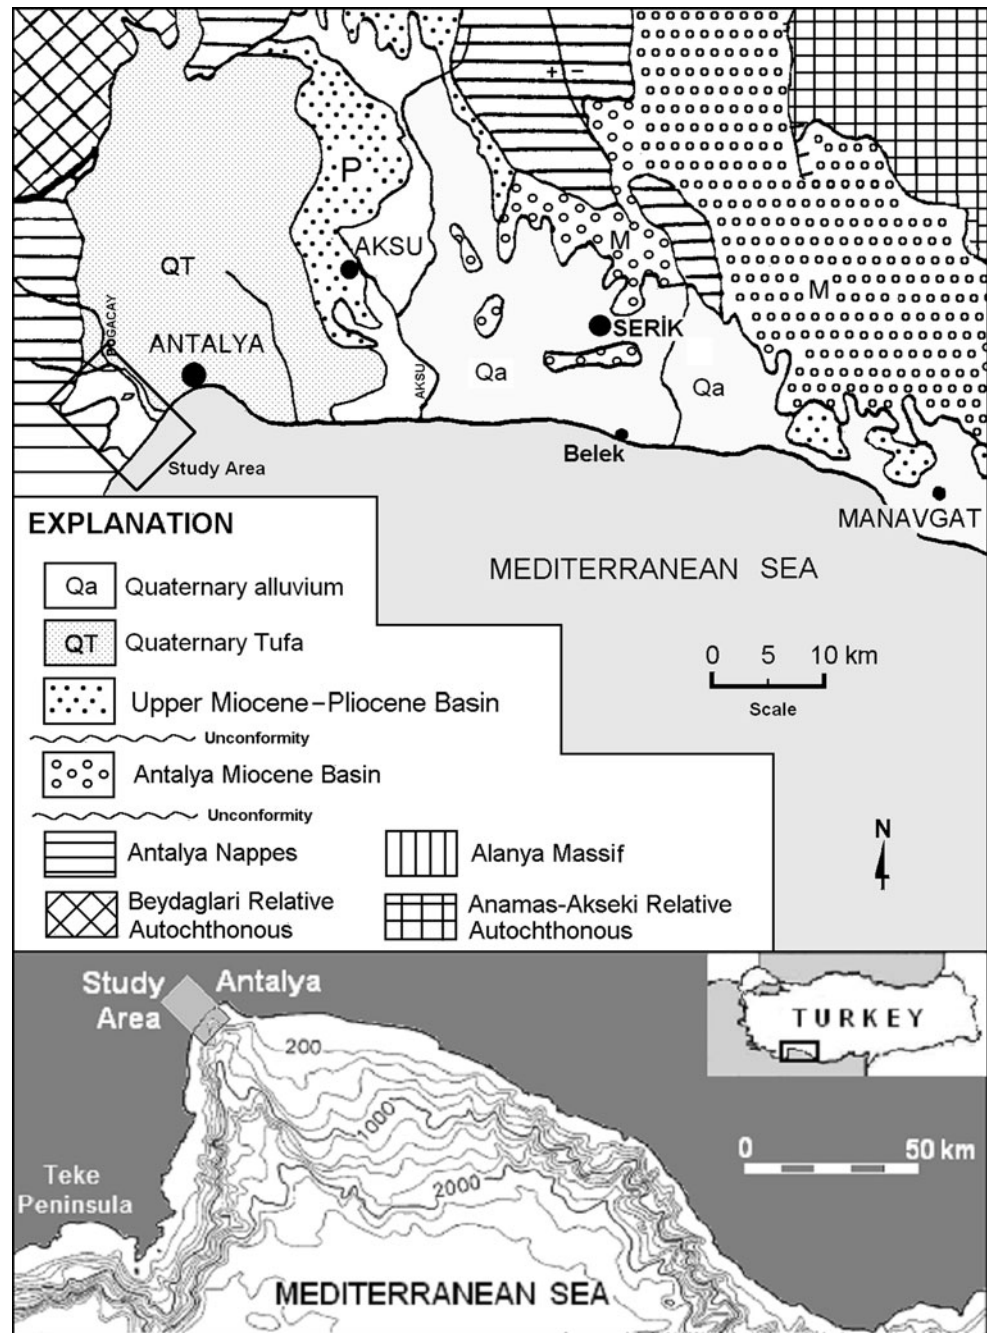 + −
P
AKSU
M
QT
M
BOGACAY
SERİK
ANTALYA
Qa
AKSU
Qa
Belek
Study Area
MANAVGAT
EXPLANATION
MEDITERRANEAN SEA
Qa Quaternary alluvium
QT Quaternary Tufa
0 5 10 km
Scale
Upper Miocene–Pliocene Basin
Unconformity
Antalya Miocene Basin
Unconformity
N
Antalya Nappes
Alanya Massif
Beydaglari Relative
Autochthonous
Anamas-Akseki Relative
Autochthonous
Study
Area
Antalya
TURKEY
200
1000
2000
0 50 km
Teke
Peninsula
MEDITERRANEAN SEA